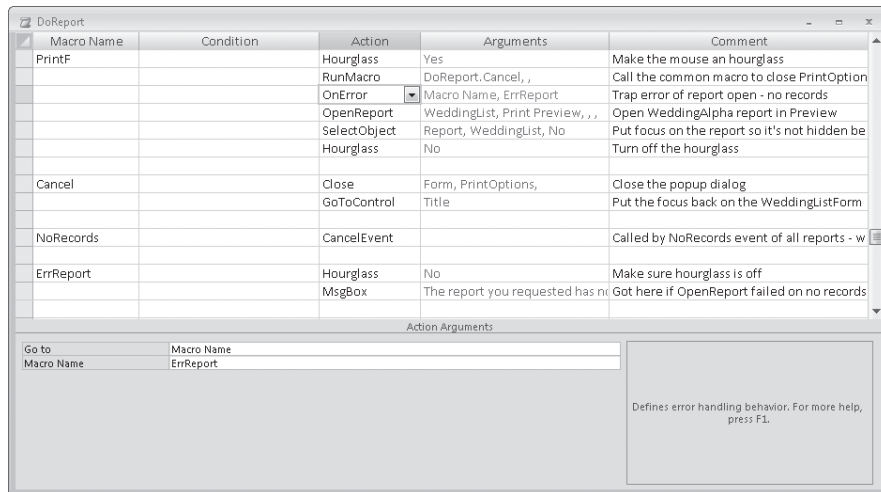 DoReport
Macro Name Condition Action Arguments Comment
PrintF Hourglass Yes Make the mouse an hourglass
RunMacro DoReport.Cancel, , Call the common macro to close PrintOption
OnError Macro Name, ErrReport Trap error of report open - no records
OpenReport WeddingList, Print Preview, , , Open WeddingAlpha report in Preview
SelectObject Report, WeddingList, No Put focus on the report so it's not hidden be
Hourglass No Turn off the hourglass
Cancel Close Form, PrintOptions, Close the popup dialog
GoToControl Title Put the focus back on the WeddingListForm
NoRecords CancelEvent Called by NoRecords event of all reports - w
ErrReport Hourglass No Make sure hourglass is off
MsgBox The report you requested has no Got here if OpenReport failed on no records
Action Arguments
Go to Macro Name
Macro Name ErrReport
Defines error handling behavior. For more help,
press F1.